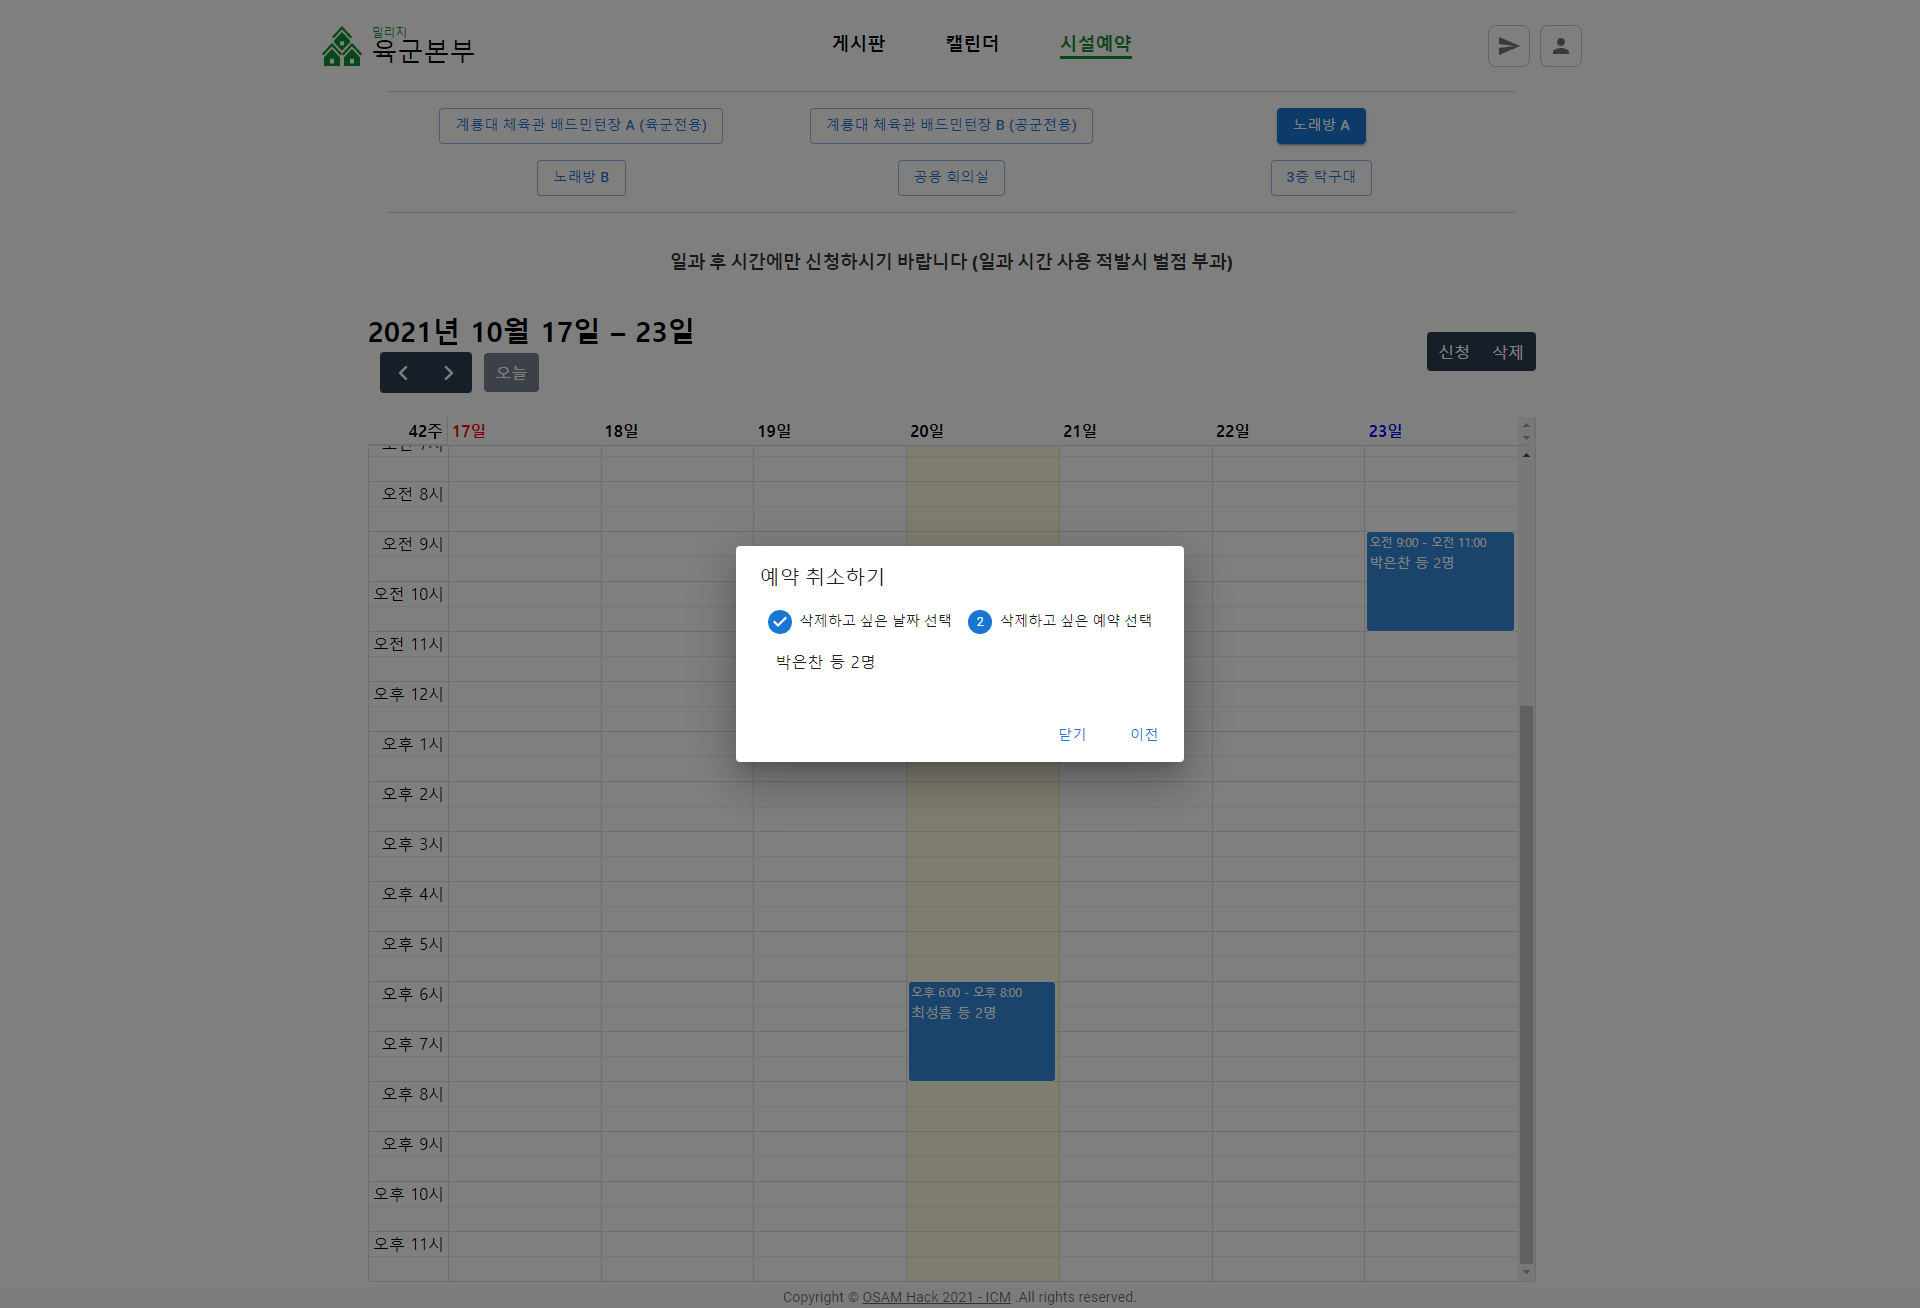 밀리지
육군본부
게시판
캘린더
시설예약
계룡대 체육관 배드민턴장 A (육군전용)
계룡대 체육관 배드민턴장 B (공군전용)
노래방 A
노래방 B
공용 회의실
3층 탁구대
일과 후 시간에만 신청하시기 바랍니다 (일과 시간 사용 적발시 벌점 부과)
2021년 10월 17일 – 23일
오늘
신청
삭제
42주
17일
18일
19일
20일
21일
22일
23일
오전 7시
오전 8시
오전 9시
오전 10시
오전 11시
오후 12시
오후 1시
오후 2시
오후 3시
오후 4시
오후 5시
오후 6시
오후 7시
오후 8시
오후 9시
오후 10시
오후 11시
오전 9:00 - 오전 11:00
박은찬 등 2명
예약 취소하기
삭제하고 싶은 날짜 선택
2
삭제하고 싶은 예약 선택
박은찬 등 2명
닫기
이전
오후 6:00 - 오후 8:00
최성흠 등 2명
Copyright © OSAM Hack 2021 - ICM .All rights reserved.